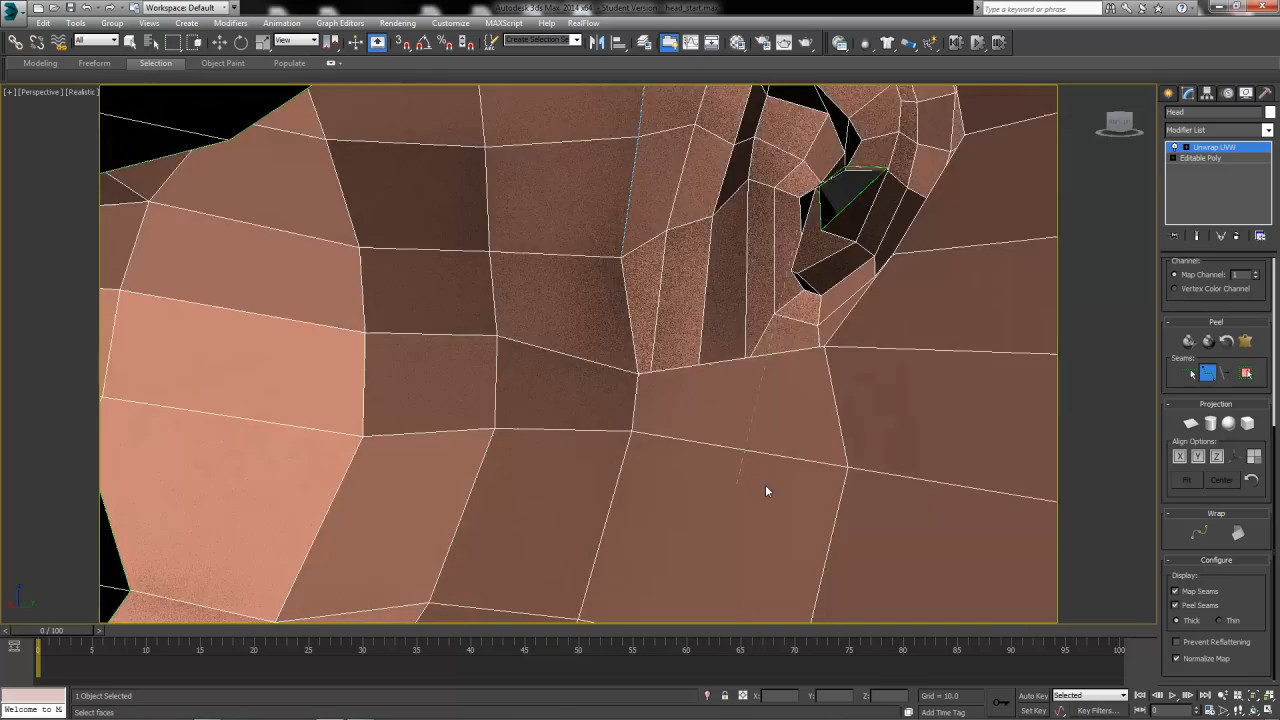 Workspace: Default
Autodesk 3ds Max 2014 x64 - Student Version head_start.max
Type a keyword or phrase
Edit Tools Group Views Create Modifiers Animation Graph Editors Rendering Customize MAXScript Help RealFlow
All
View
Create Selection Se
Modeling Freeform Selection Object Paint Populate
[+] [Perspective] [Realistic]
Head
Modifier List
Unwrap UVW
Editable Poly
Channel:
Map Channel: 1
Vertex Color Channel
Peel
Seams:
Projection
Align Options:
X Y Z
Fit Center
Wrap
Configure
Display:
Map Seams
Peel Seams
Thick Thin
Prevent Reflattening
Normalize Map
0 / 100
0 5 10 15 20 25 30 35 40 45 50 55 60 65 70 75 80 85 90 95 100
1 Object Selected
X: Y: Z: Grid = 10.0
Auto Key Selected
Welcome to M
Select faces
Add Time Tag
Set Key Key Filters... 0